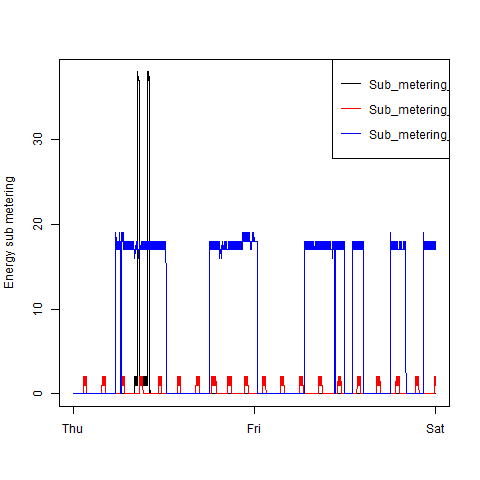 Sub_metering_
Sub_metering_
Sub_metering_
Energy sub metering
30
20
10
0
Thu Fri Sat